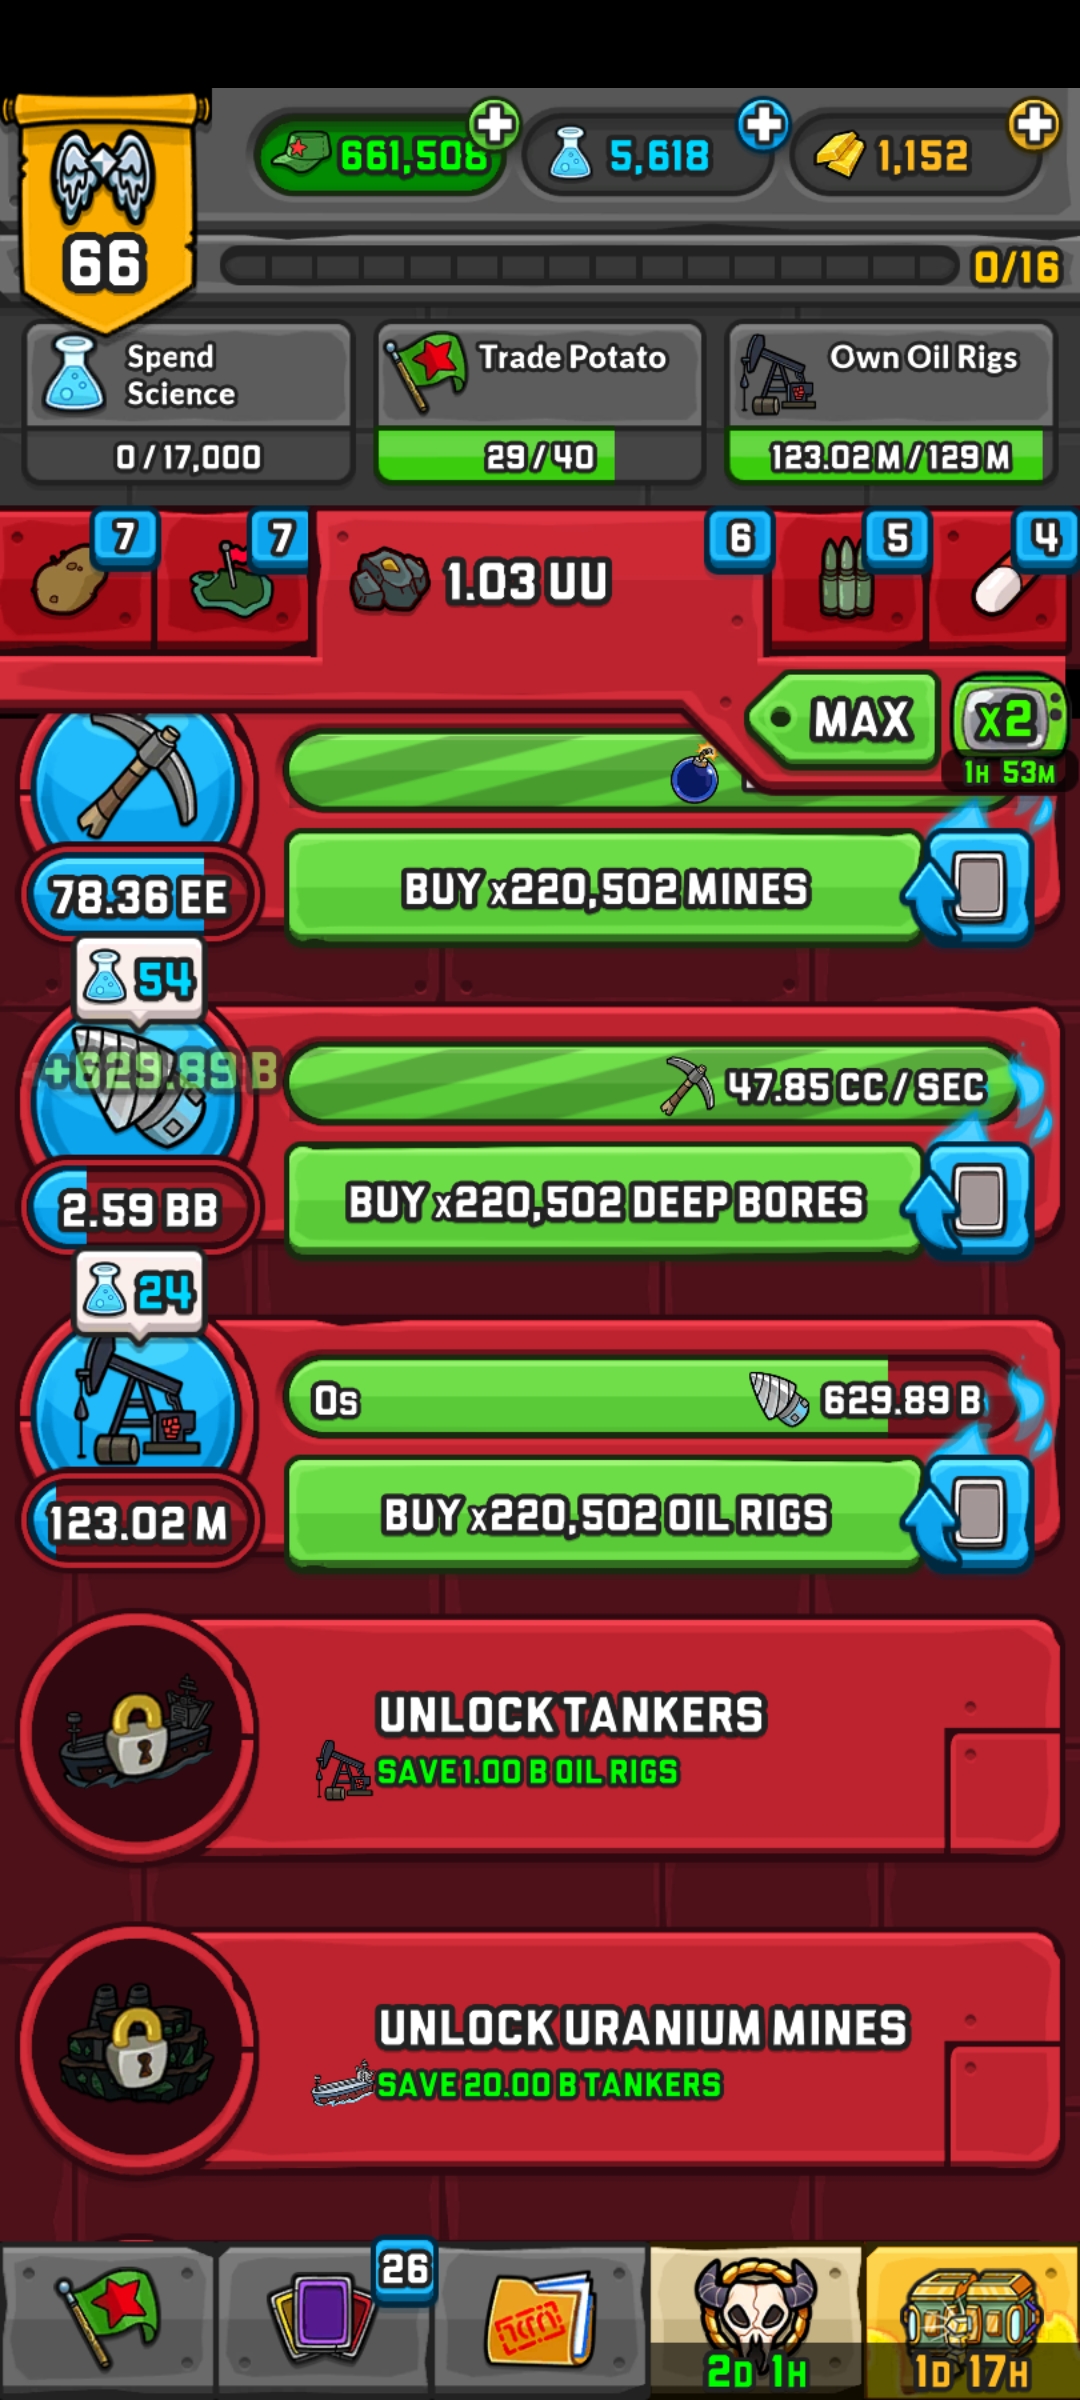 661,508
5,618
1,152
66
0/16
Spend
Science
0/17,000
Trade Potato
29/40
Own Oil Rigs
123.02 M/129 M
7
7
1.03 UU
6
5
4
MAX
x2
1H 53M
78.36 EE
BUY x220,502 MINES
54
+629.89 B
47.85 CC/SEC
2.59 BB
BUY x220,502 DEEP BORES
24
0s
629.89 B
123.02 M
BUY x220,502 OIL RIGS
UNLOCK TANKERS
SAVE 1.00 B OIL RIGS
UNLOCK URANIUM MINES
SAVE 20.00 B TANKERS
26
2D 1H
1D 17H